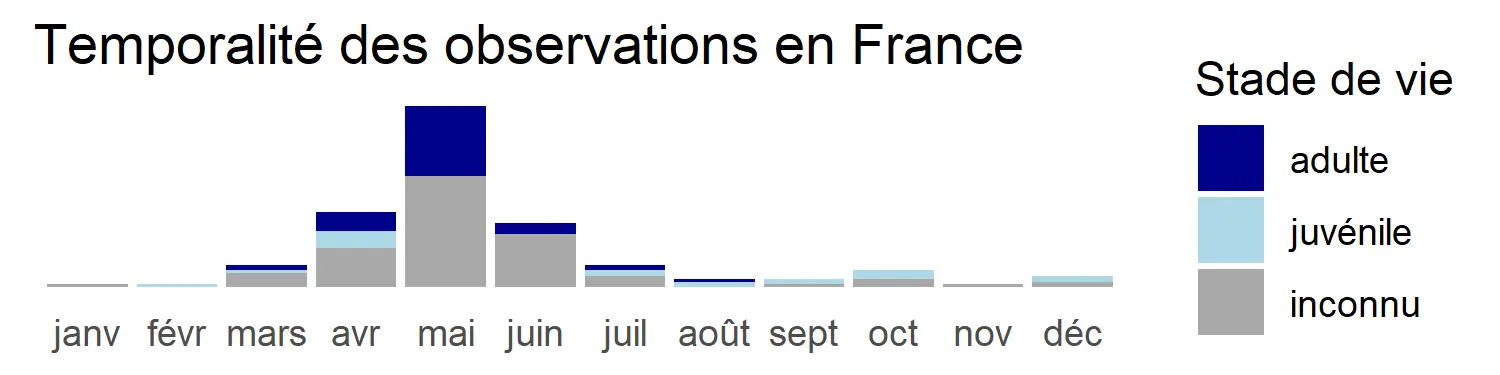 Temporalité des observations en France
Stade de vie
adulte
juvénile
inconnu
janv févr mars avr mai juin juil août sept oct nov déc